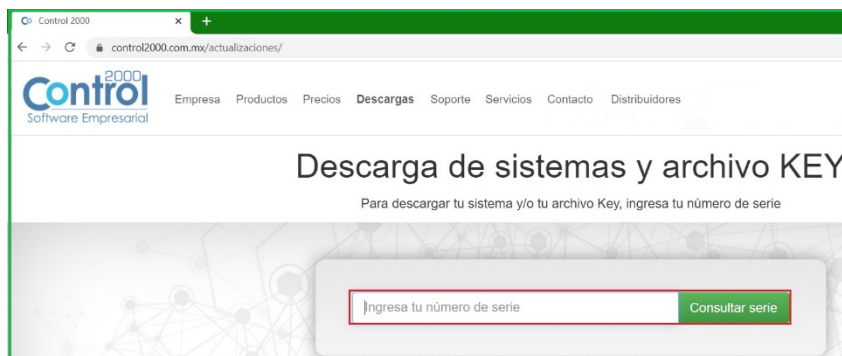 Control 2000
control2000.com.mx/actualizaciones/
2000
Control
Software Empresarial
Empresa Productos Precios Descargas Soporte Servicios Contacto Distribuidores
Descarga de sistemas y archivo KEY
Para descargar tu sistema y/o tu archivo Key, ingresa tu número de serie
Ingresa tu número de serie Consultar serie